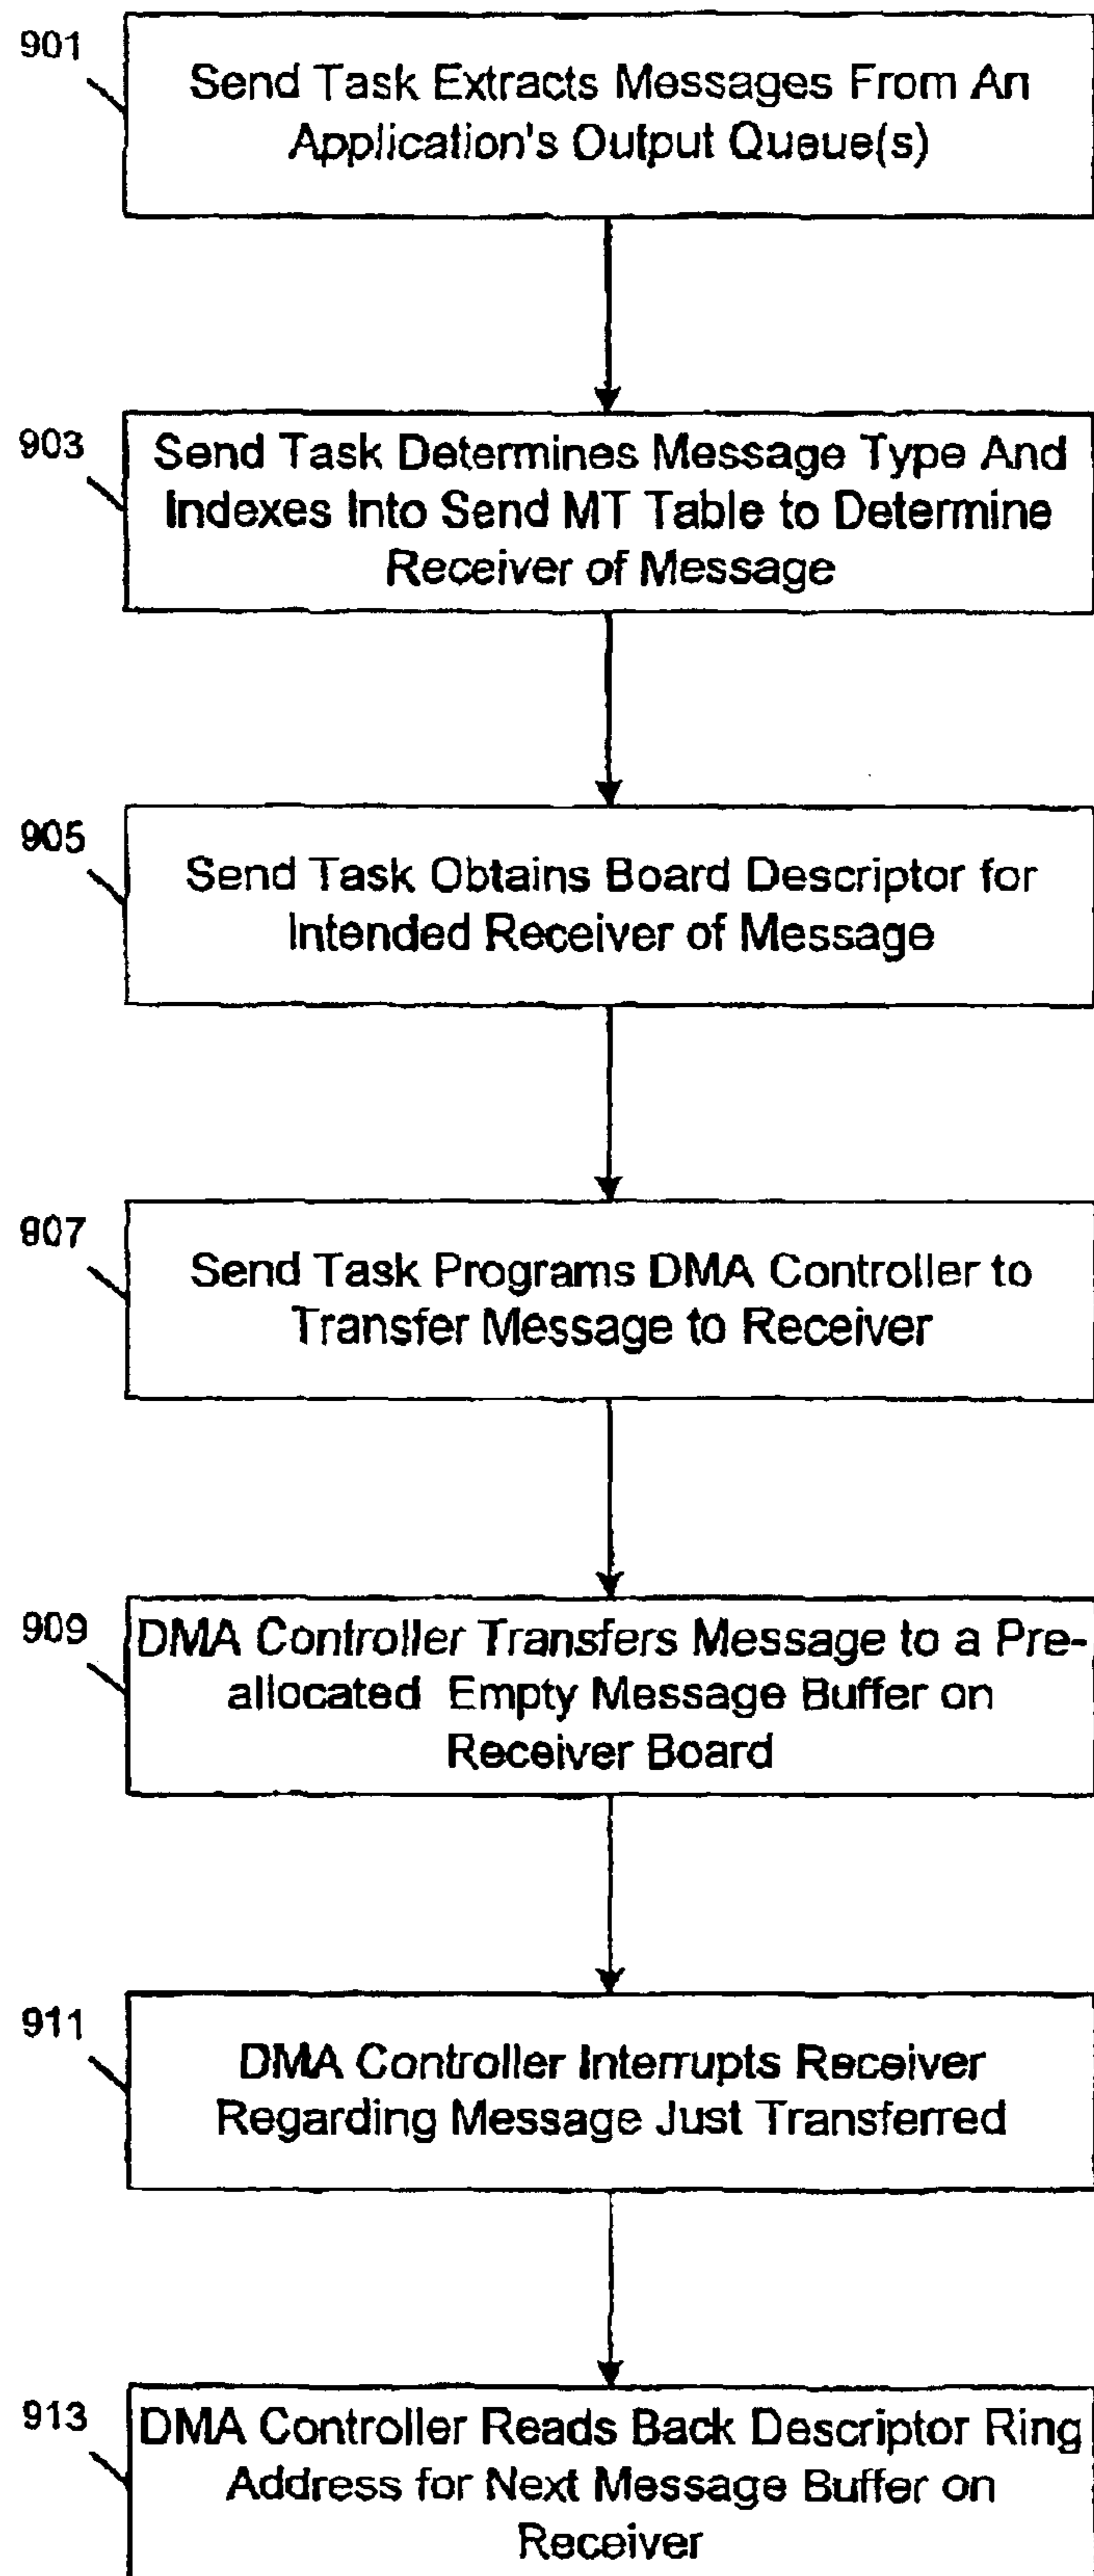 901
Send Task Extracts Messages From An
Application's Output Queue(s)
903
Send Task Determines Message Type And
Indexes Into Send MT Table to Determine
Receiver of Message
905
Send Task Obtains Board Descriptor for
Intended Receiver of Message
907
Send Task Programs DMA Controller to
Transfer Message to Receiver
909
DMA Controller Transfers Message to a Pre-
allocated Empty Message Buffer on
Receiver Board
911
DMA Controller Interrupts Receiver
Regarding Message Just Transferred
913
DMA Controller Reads Back Descriptor Ring
Address for Next Message Buffer on
Receiver